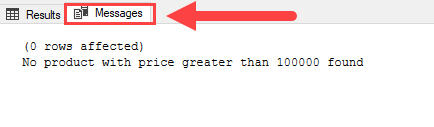 Results Messages
(0 rows affected)
No product with price greater than 100000 found